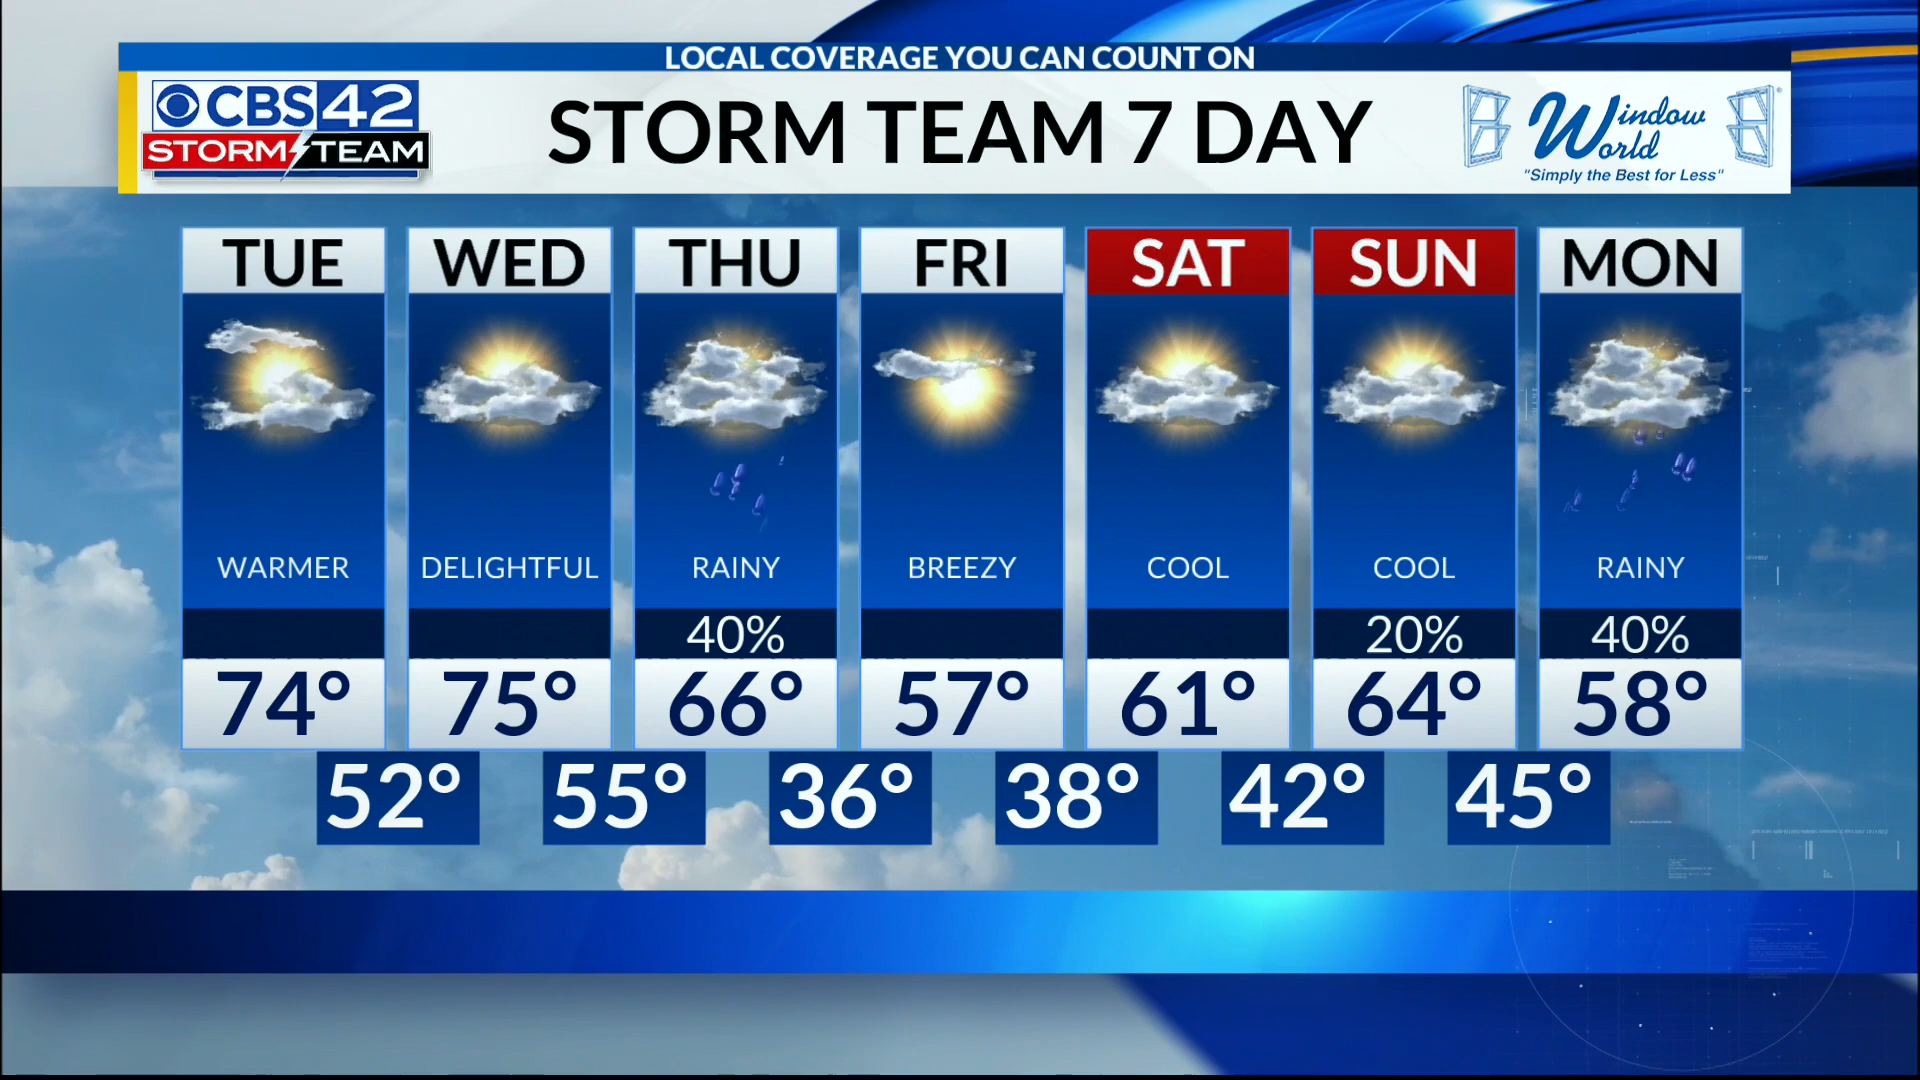 LOCAL COVERAGE YOU CAN COUNT ON
CBS 42
STORM TEAM
STORM TEAM 7 DAY
Window World
"Simply the Best for Less"
TUE WED THU FRI SAT SUN MON
WARMER DELIGHTFUL RAINY BREEZY COOL COOL RAINY
40% 20% 40%
74° 75° 66° 57° 61° 64° 58°
52° 55° 36° 38° 42° 45°